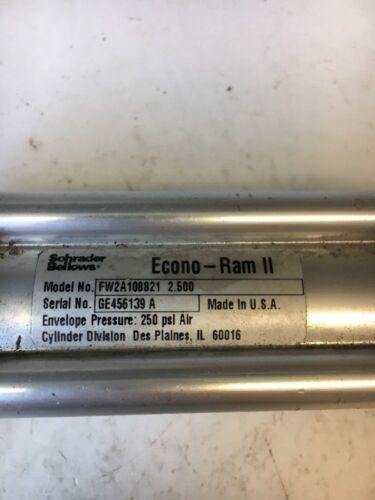 Schrader
Bellows® Econo-Ram II
Model No. FW2A108821 2.500
Serial No. GE456139 A Made in U.S.A.
Envelope Pressure: 250 psi Air
Cylinder Division Des Plaines, IL 60016